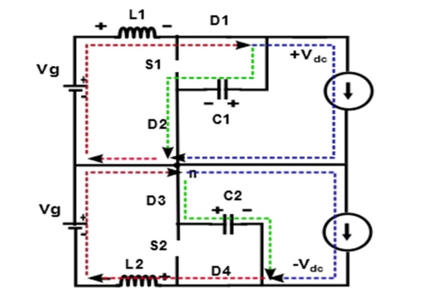 L1
+ −
D1
+Vdc
Vg
+
-
S1
− +
C1
D2
n
C2
+ −
D3
Vg
+
-
S2
L2
+
D4
-Vdc